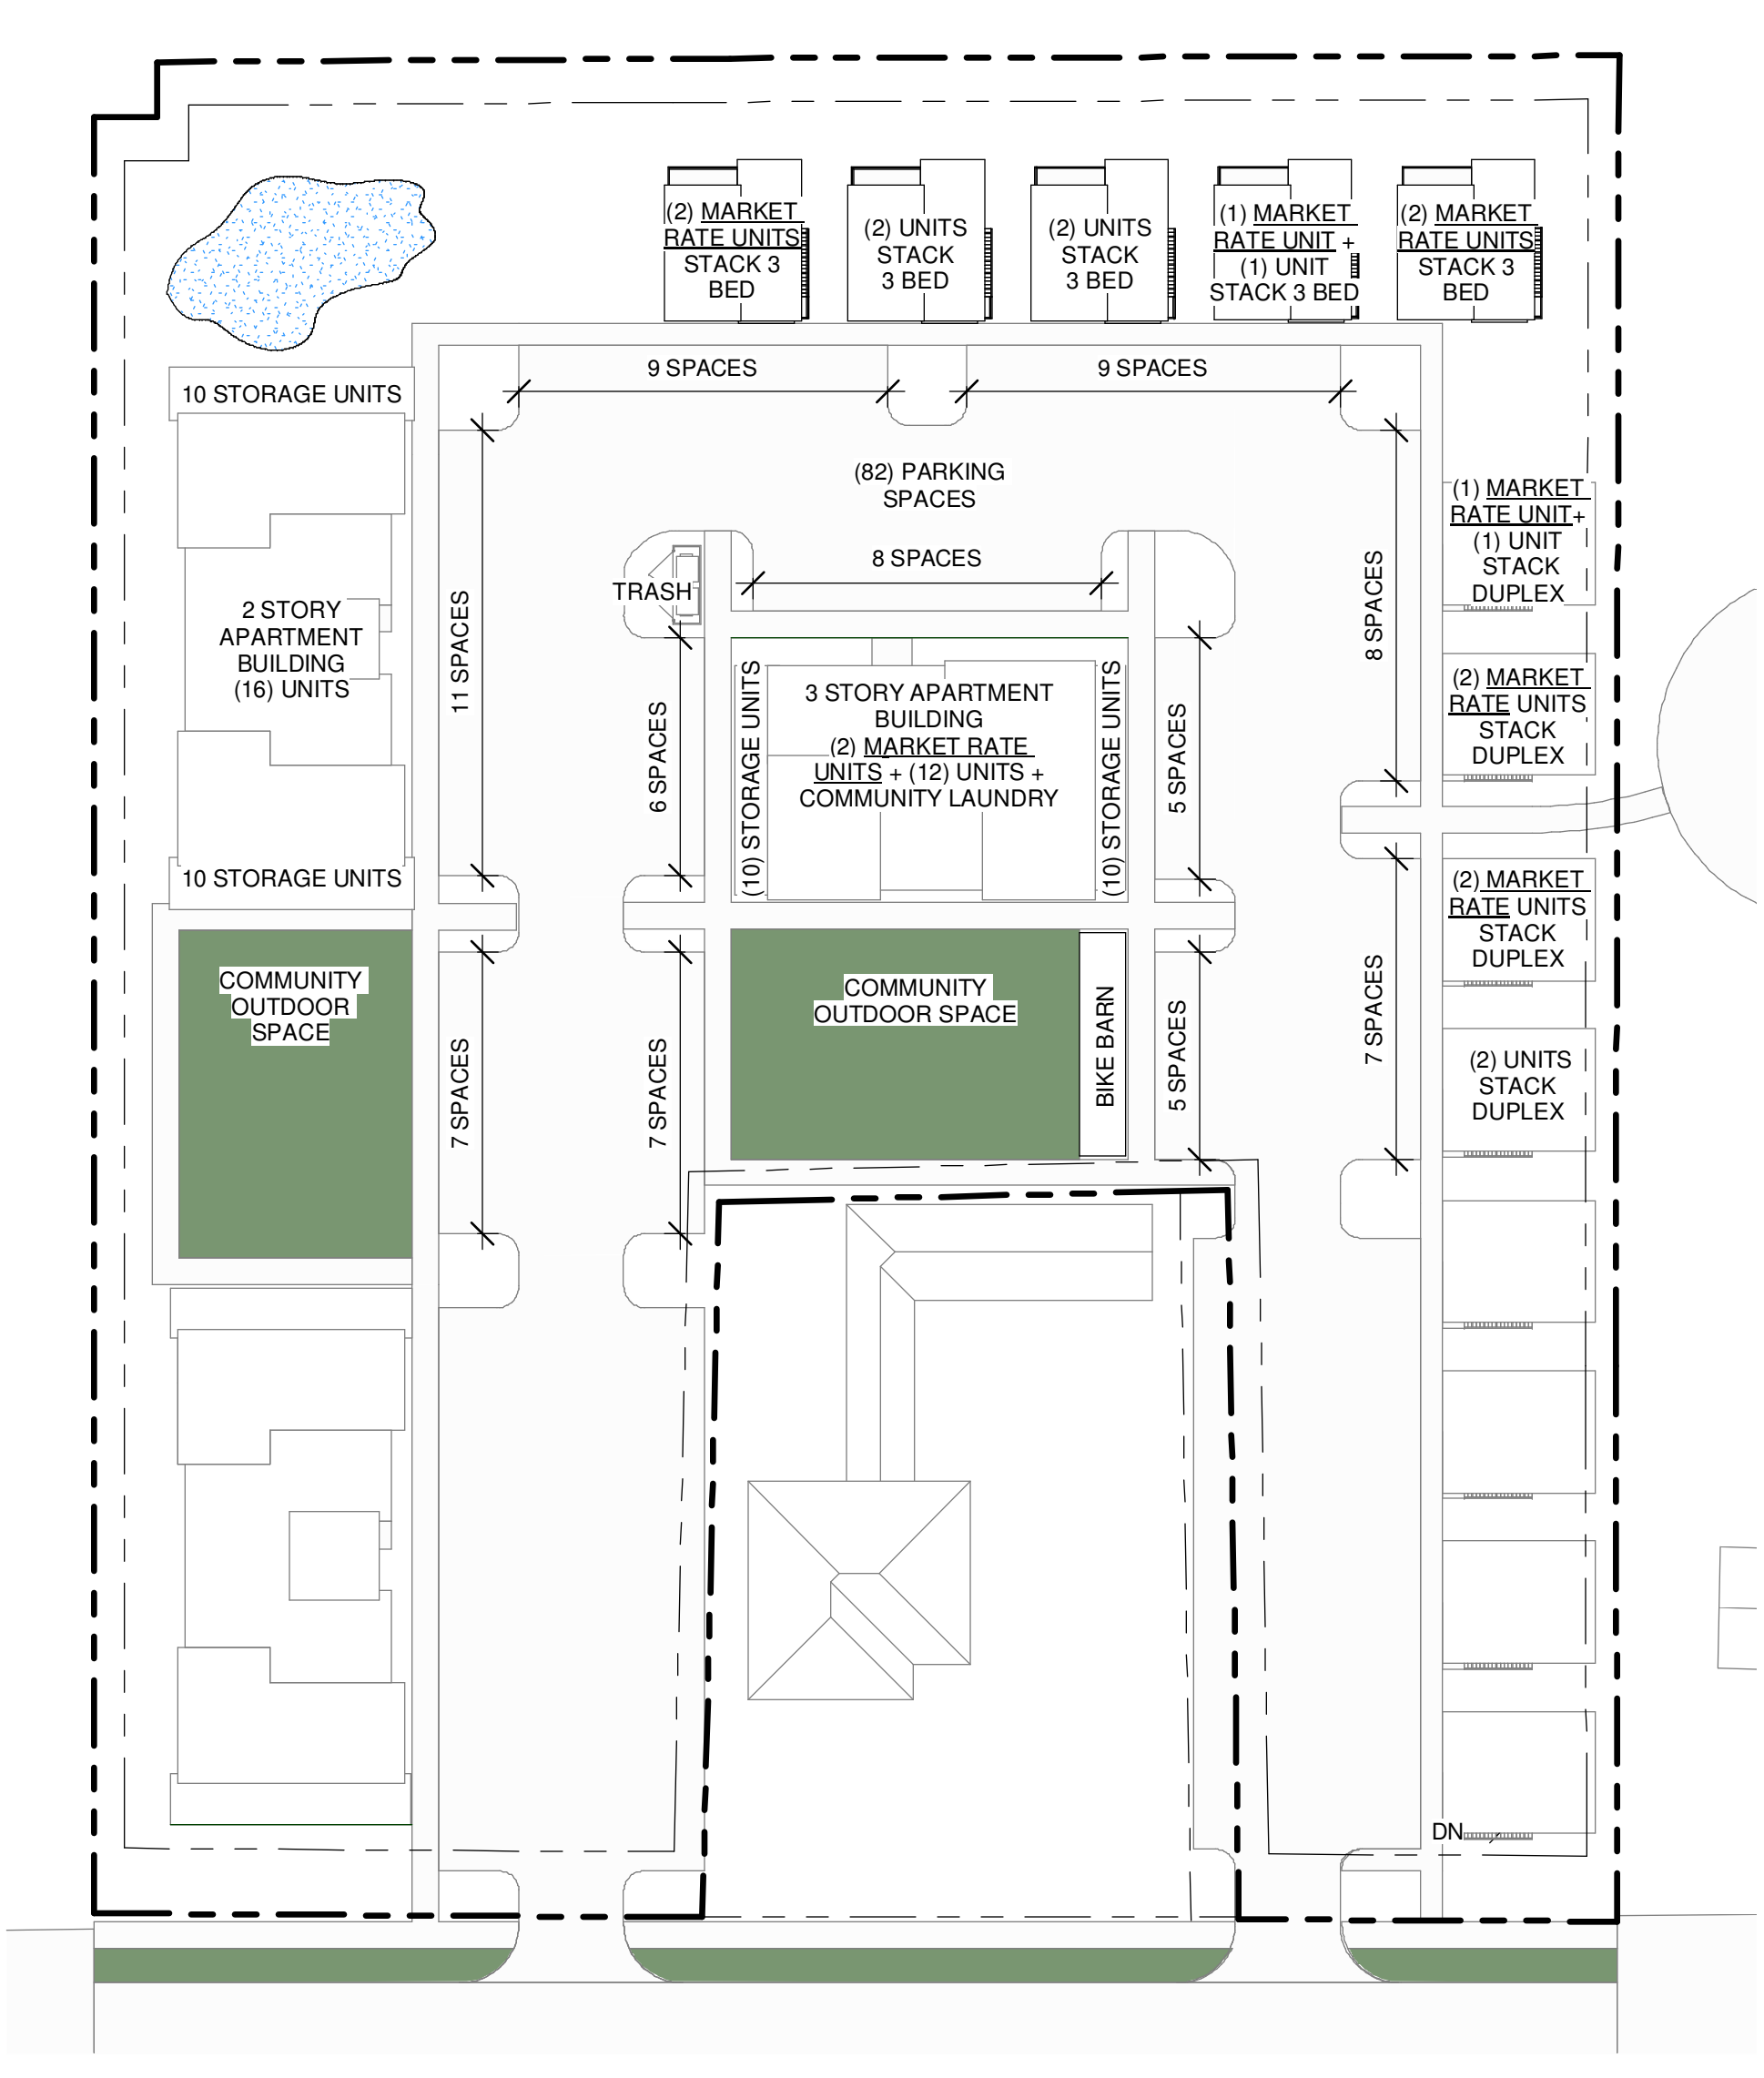 (2) MARKET
RATE UNITS
STACK 3
BED
(2) UNITS
STACK
3 BED
(2) UNITS
STACK
3 BED
(1) MARKET
RATE UNIT +
(1) UNIT
STACK 3 BED
(2) MARKET
RATE UNITS
STACK 3
BED
9 SPACES
9 SPACES
10 STORAGE UNITS
(82) PARKING
SPACES
8 SPACES
TRASH
2 STORY
APARTMENT
BUILDING
(16) UNITS
11 SPACES
6 SPACES
(10) STORAGE UNITS
3 STORY APARTMENT
BUILDING
(2) MARKET RATE
UNITS + (12) UNITS +
COMMUNITY LAUNDRY
(10) STORAGE UNITS
5 SPACES
8 SPACES
(1) MARKET
RATE UNIT+
(1) UNIT
STACK
DUPLEX
(2) MARKET
RATE UNITS
STACK
DUPLEX
10 STORAGE UNITS
(2) MARKET
RATE UNITS
STACK
DUPLEX
COMMUNITY
OUTDOOR
SPACE
7 SPACES
7 SPACES
COMMUNITY
OUTDOOR SPACE
BIKE BARN
5 SPACES
7 SPACES
(2) UNITS
STACK
DUPLEX
DN